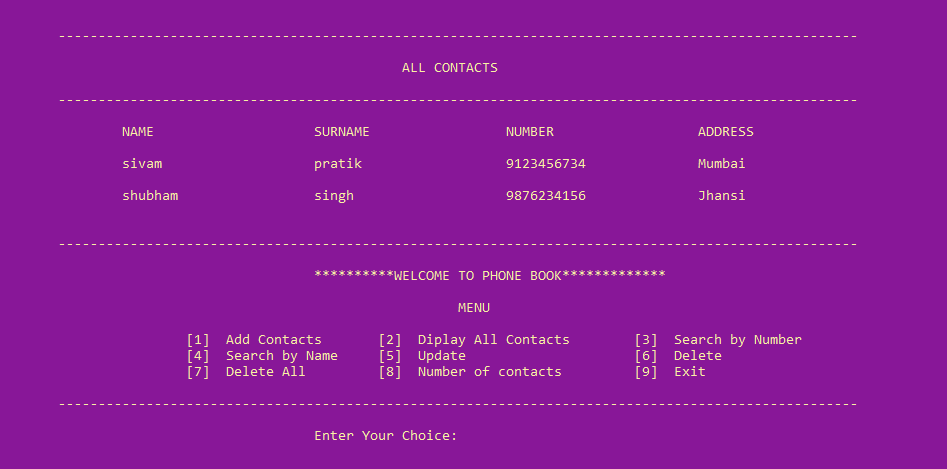 ----------------------------------------------------------------------------------------------------
ALL CONTACTS
----------------------------------------------------------------------------------------------------
NAME SURNAME NUMBER ADDRESS
sivam pratik 9123456734 Mumbai
shubham singh 9876234156 Jhansi
----------------------------------------------------------------------------------------------------
**********WELCOME TO PHONE BOOK*************
MENU
[1] Add Contacts [2] Diplay All Contacts [3] Search by Number
[4] Search by Name [5] Update [6] Delete
[7] Delete All [8] Number of contacts [9] Exit
----------------------------------------------------------------------------------------------------
Enter Your Choice: